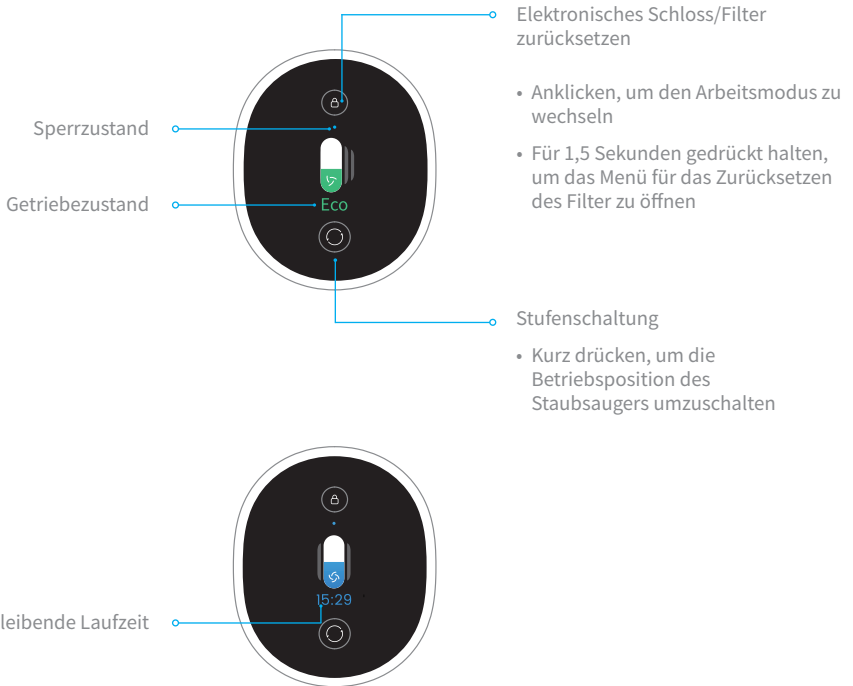 Elektronisches Schloss/Filter
zurücksetzen
• Anklicken, um den Arbeitsmodus zu
wechseln
• Für 1,5 Sekunden gedrückt halten,
um das Menü für das Zurücksetzen
des Filter zu öffnen
Sperrzustand
Getriebezustand
Eco
Stufenschaltung
• Kurz drücken, um die
Betriebsposition des
Staubsaugers umzuschalten
15:29
leibende Laufzeit